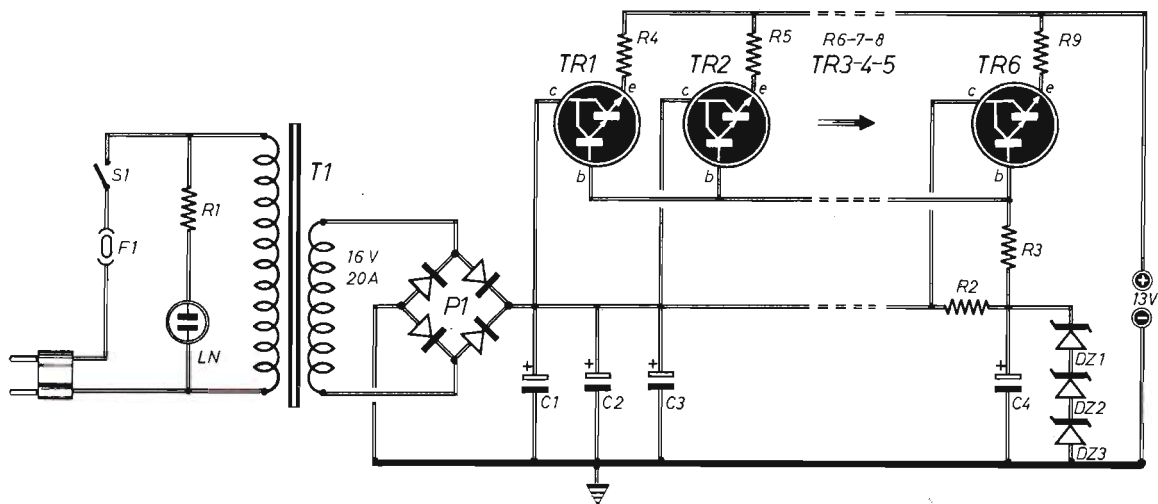 R4
R5
R6-7-8
R9
TR1
TR2
TR3-4-5
TR6
c
e
c
e
c
e
b
b
b
S1
R1
T1
F1
16V
20A
P1
R3
R2
+
13V
−
LN
DZ1
+
C1
+
C2
+
C3
+
C4
DZ2
DZ3